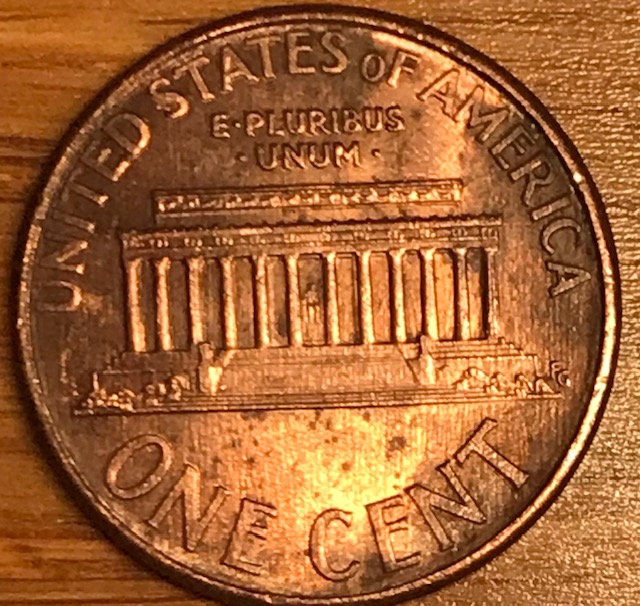 UNITED STATES OF AMERICA
E·PLURIBUS
·UNUM·
FG
ONE CENT